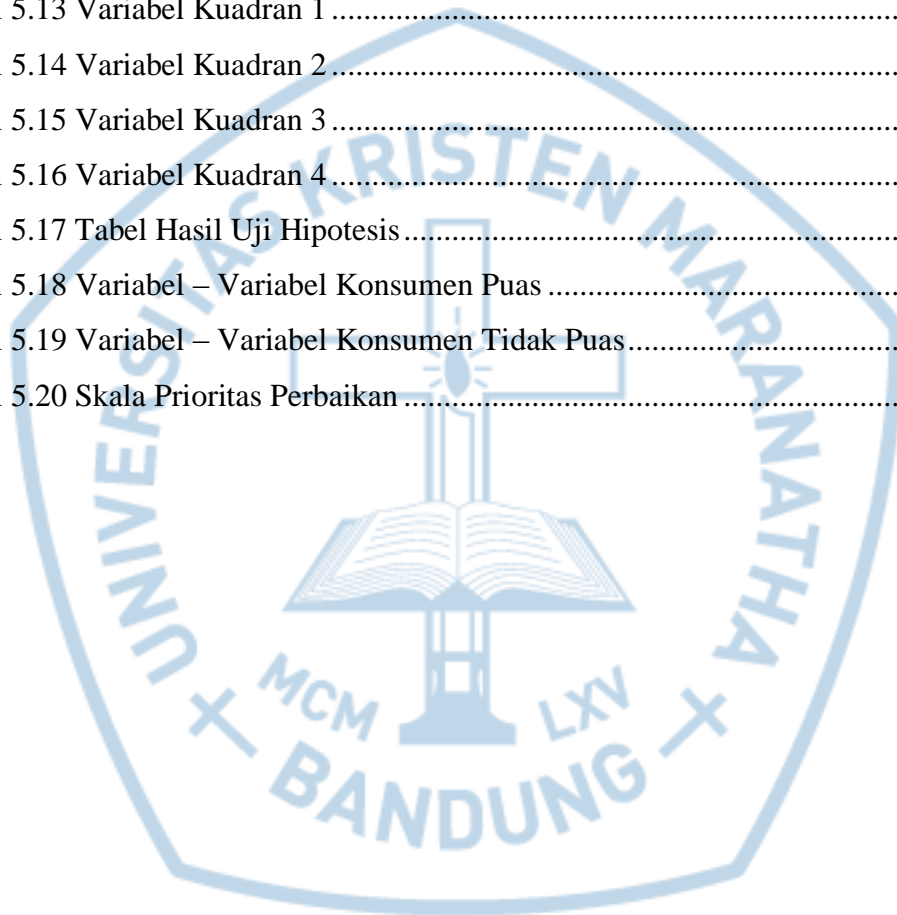 5.13 Variabel Kuadran 1
5.14 Variabel Kuadran 2
5.15 Variabel Kuadran 3
5.16 Variabel Kuadran 4
5.17 Tabel Hasil Uji Hipotesis
5.18 Variabel – Variabel Konsumen Puas
5.19 Variabel – Variabel Konsumen Tidak Puas
5.20 Skala Prioritas Perbaikan
UNIVERSITAS KRISTEN MARANATHA
MCM LXV
BANDUNG